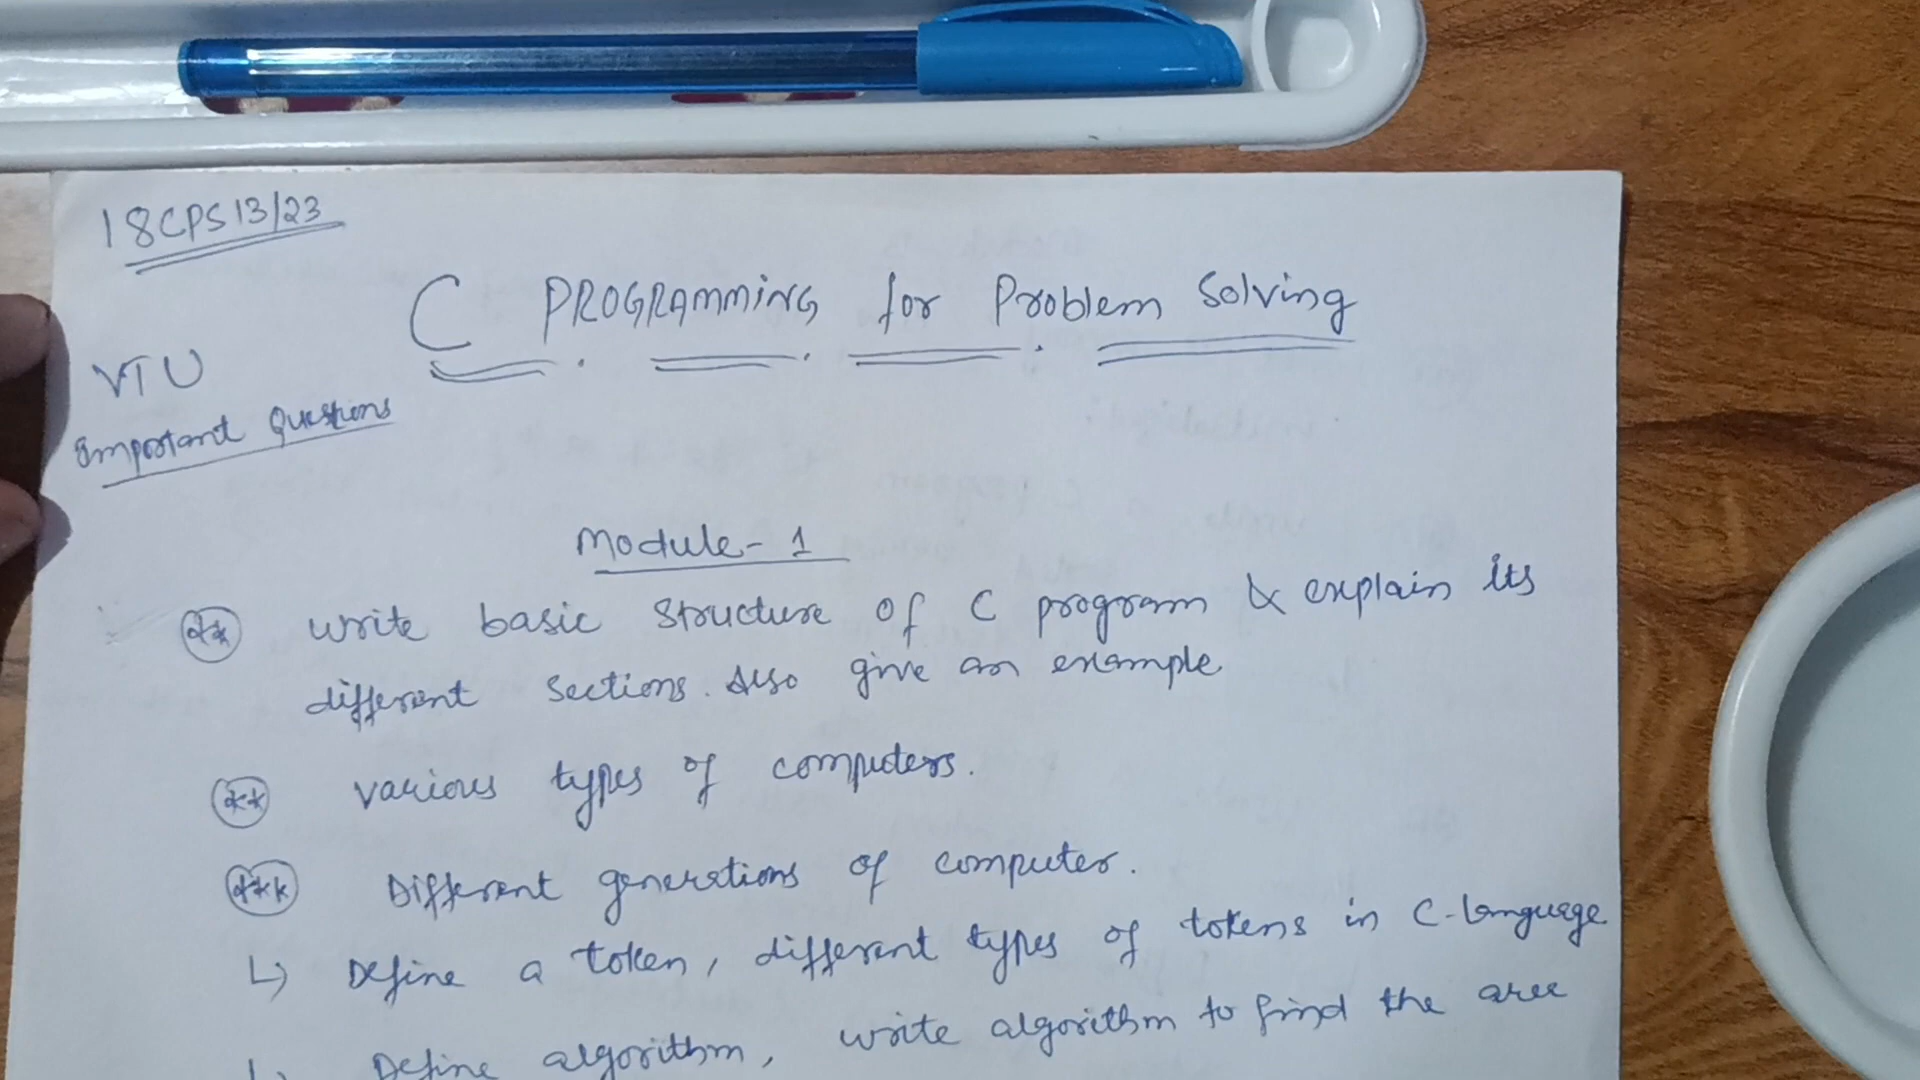 18CPS13/23
C PROGRAMMING for Problem Solving
VTU
Important Questions
Module-1
** write basic structure of C program & explain its
different sections. Also give an example
** various types of computers.
*** Different generations of computer.
↳ Define a token, different types of tokens in C-language
↳ Define algorithm, write algorithm to find the area